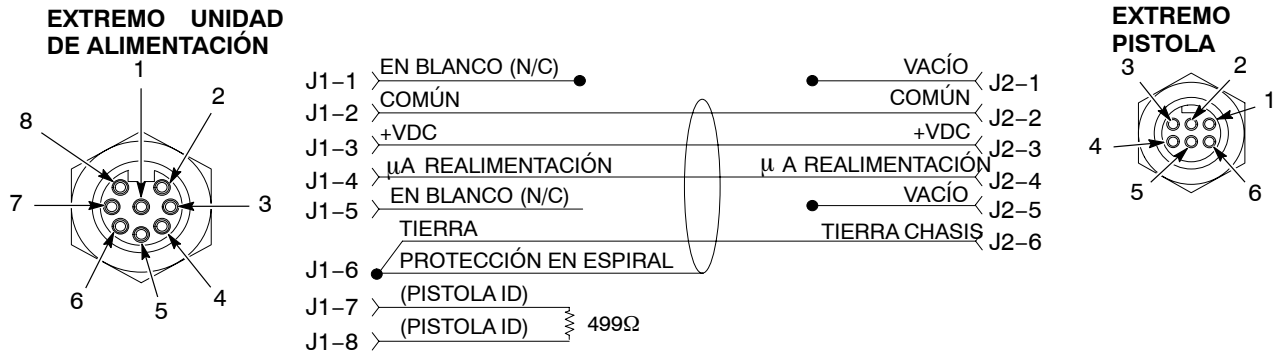 EXTREMO UNIDAD
DE ALIMENTACIÓN
1
2
8
7
3
6
5
4
J1−1 EN BLANCO (N/C) VACÍO J2−1
J1−2 COMÚN COMÚN J2−2
J1−3 +VDC +VDC J2−3
J1−4 μA REALIMENTACIÓN μ A REALIMENTACIÓN J2−4
J1−5 EN BLANCO (N/C) VACÍO J2−5
TIERRA TIERRA CHASIS J2−6
J1−6 PROTECCIÓN EN ESPIRAL
J1−7 (PISTOLA ID)
499Ω
J1−8 (PISTOLA ID)
EXTREMO
PISTOLA
3
2
1
4
5
6